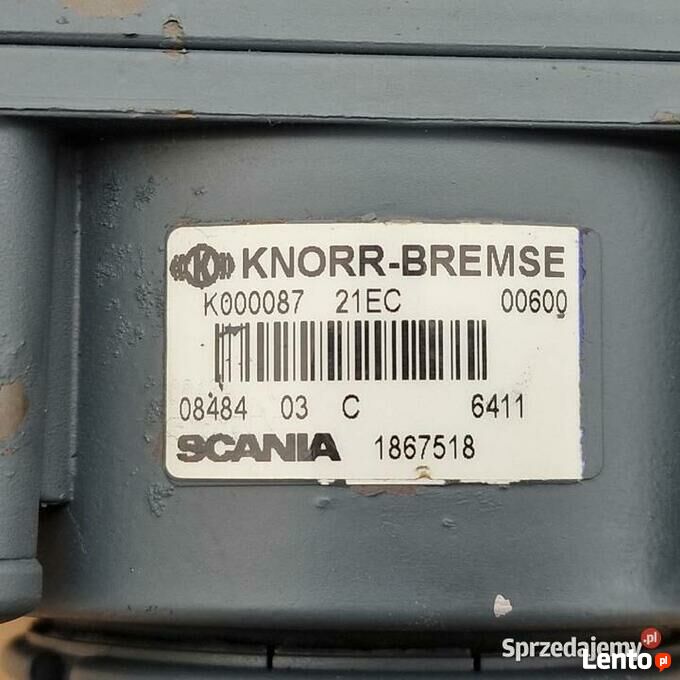 KNORR-BREMSE
K000087 21EC 00600
08484 03 C 6411
SCANIA 1867518
Sprzedajemy.pl
Lento.pl